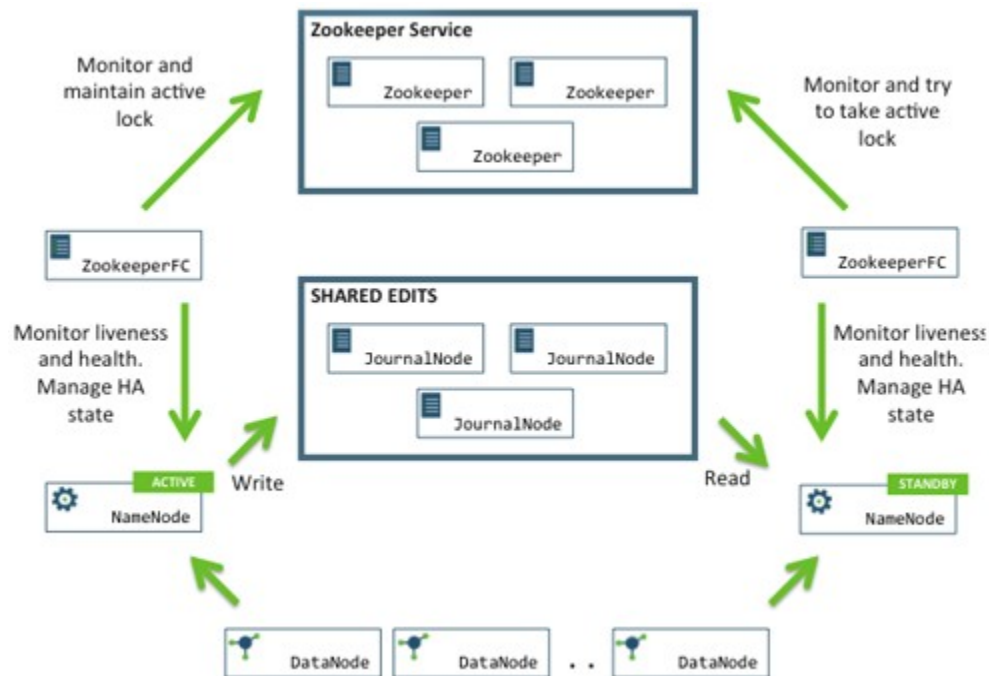 Zookeeper Service
Zookeeper
Zookeeper
Zookeeper
Monitor and
maintain active
lock
Monitor and try
to take active
lock
ZookeeperFC
ZookeeperFC
SHARED EDITS
JournalNode
JournalNode
JournalNode
Monitor liveness
and health.
Manage HA
state
Monitor liveness
and health.
Manage HA
state
Write
Read
ACTIVE
NameNode
STANDBY
NameNode
DataNode
DataNode
. .
DataNode